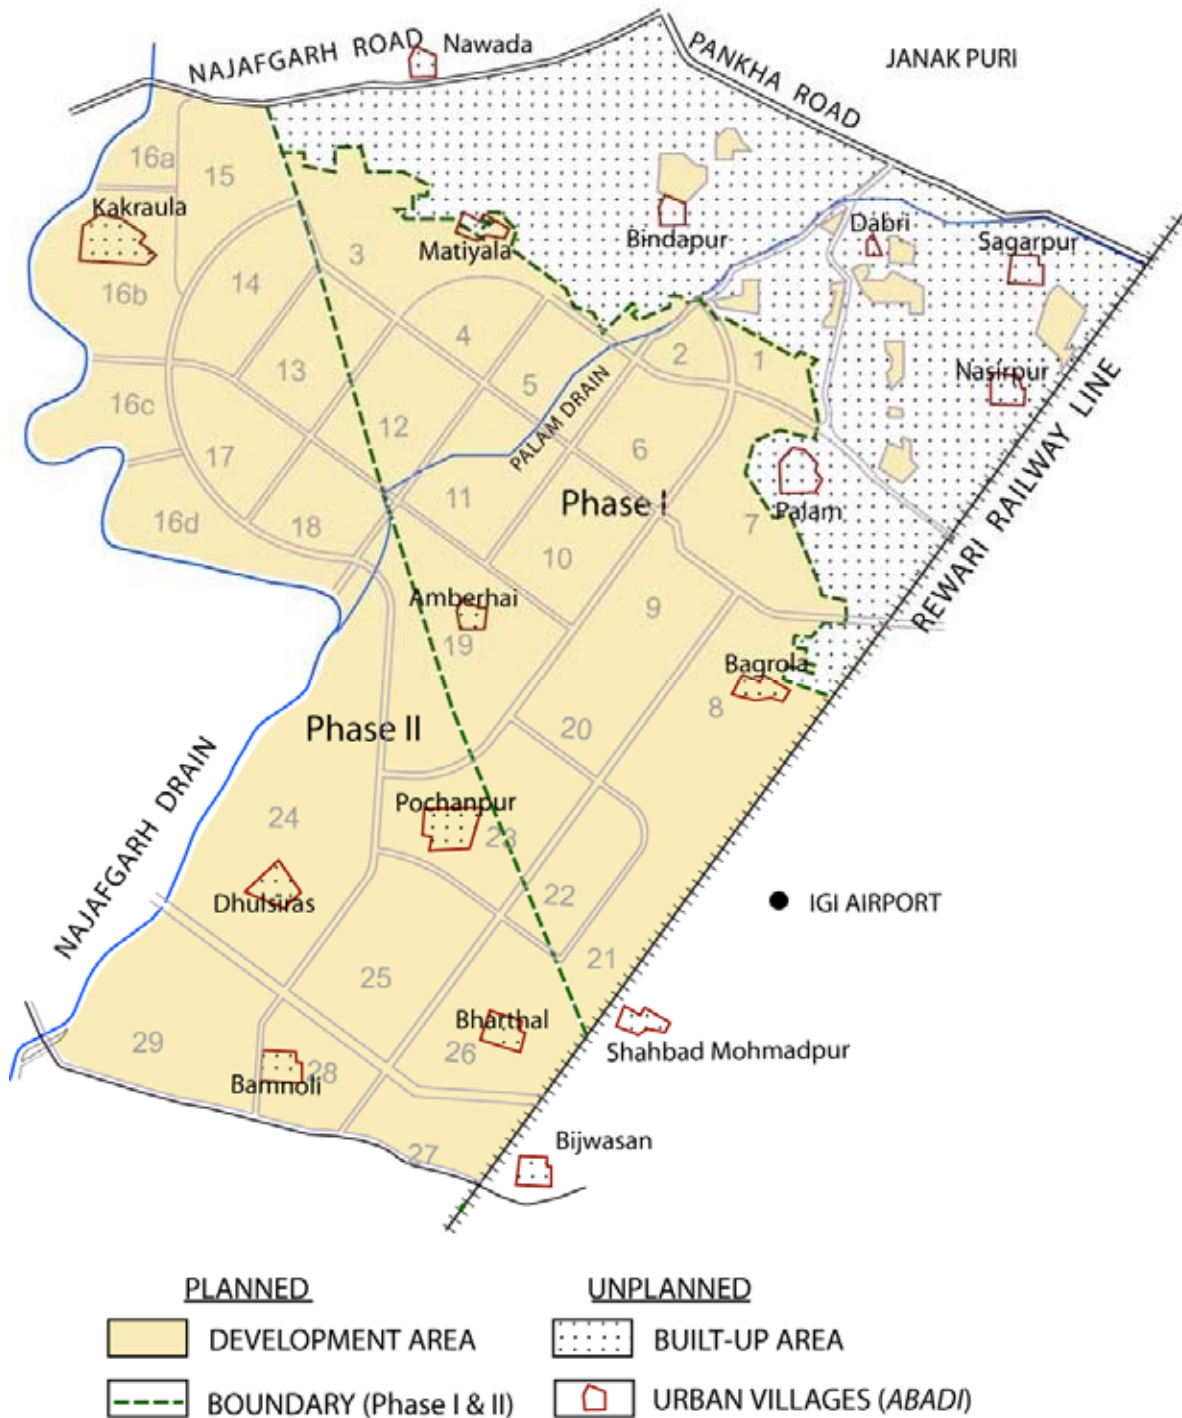 NAJAFGARH ROAD
Nawada
PANKHA ROAD
JANAK PURI
16a
15
Kakraula
3
Matiyala
Bindapur
Dabri
Sagarpur
16b
14
4
2
1
13
5
Nasirpur
16c
12
PALAM DRAIN
6
17
11
Phase I
7
Palam
16d
18
10
REWARI RAILWAY LINE
Amberhai
9
19
Bagrola
8
Phase II
20
NAJAFGARH DRAIN
Pochanpur
24
23
Dhulsiras
22
IGI AIRPORT
21
25
Bharthal
29
26
Shahbad Mohmadpur
28
Bamnoli
27
Bijwasan
PLANNED
UNPLANNED
DEVELOPMENT AREA
BUILT-UP AREA
BOUNDARY (Phase I & II)
URBAN VILLAGES (ABADI)